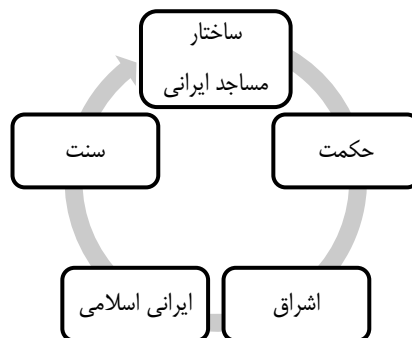 ساختار
مساجد ایرانی
حکمت
اشراق
ایرانی اسلامی
سنت